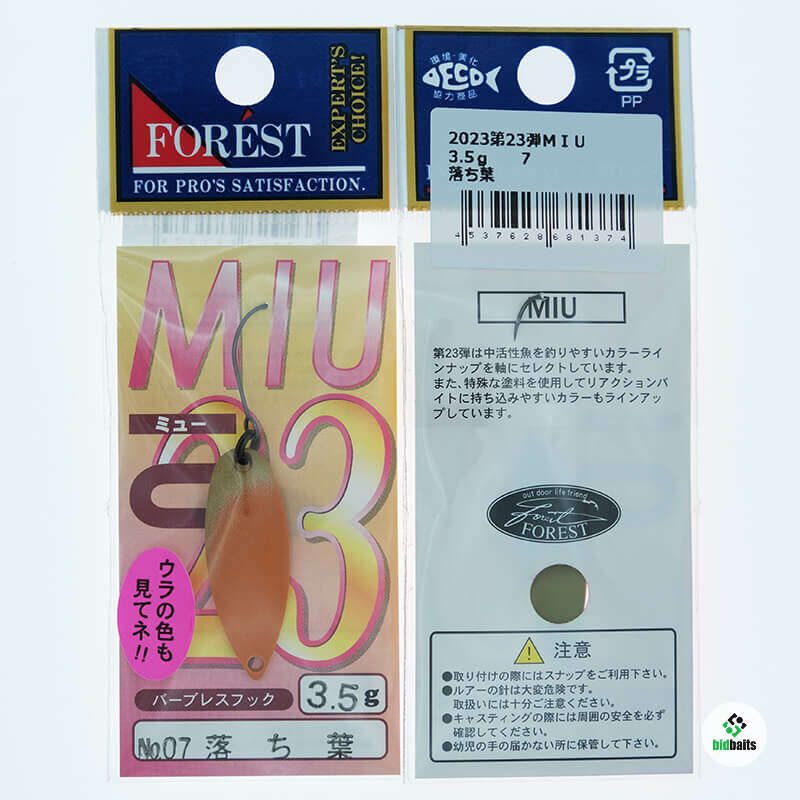 FORÉST
EXPERT'S
CHOICE!
FOR PRO'S SATISFACTION.
MIU
ミュー
23
ウラの色も
見てネ!!
バーブレスフック
3.5g
No.07 落ち葉
環境・美化
ECO
協力商品
プラ
PP
2023第23弾MIU
3.5g 7
落ち葉
4537628681374
MIU
第23弾は中活性魚を釣りやすいカラーライ
ンナップを軸にセレクトしています。
また、特殊な塗料を使用してリアクションバ
イトに持ち込みやすいカラーもラインアッ
プしています。
out door life friend
Forest
FOREST
注意
●取り付けの際にはスナップをご利用下さい。
●ルアーの針は大変危険です。
取扱いには十分ご注意ください。
●キャスティングの際には周囲の安全を必ず
確認してください。
●幼児の手の届かない所に保管して下さい。
bidbaits